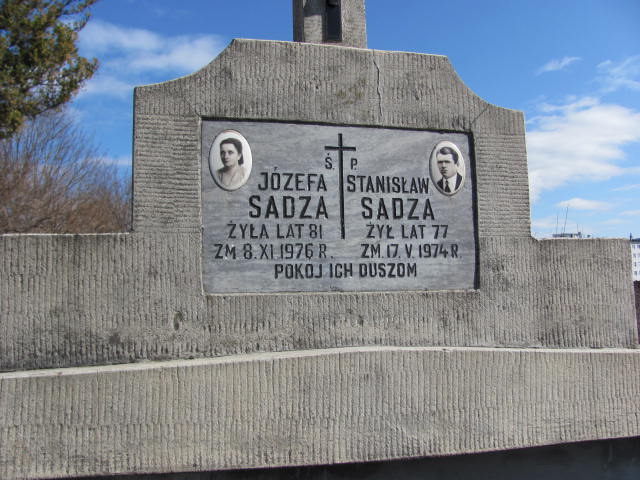 Ś. P.
JÓZEFA STANISŁAW
SADZA SADZA
ŻYŁA LAT 81 ŻYŁ LAT 77
ZM 8.XI 1976 R. ZM. 17. V. 1974 R.
POKOJ ICH DUSZOM